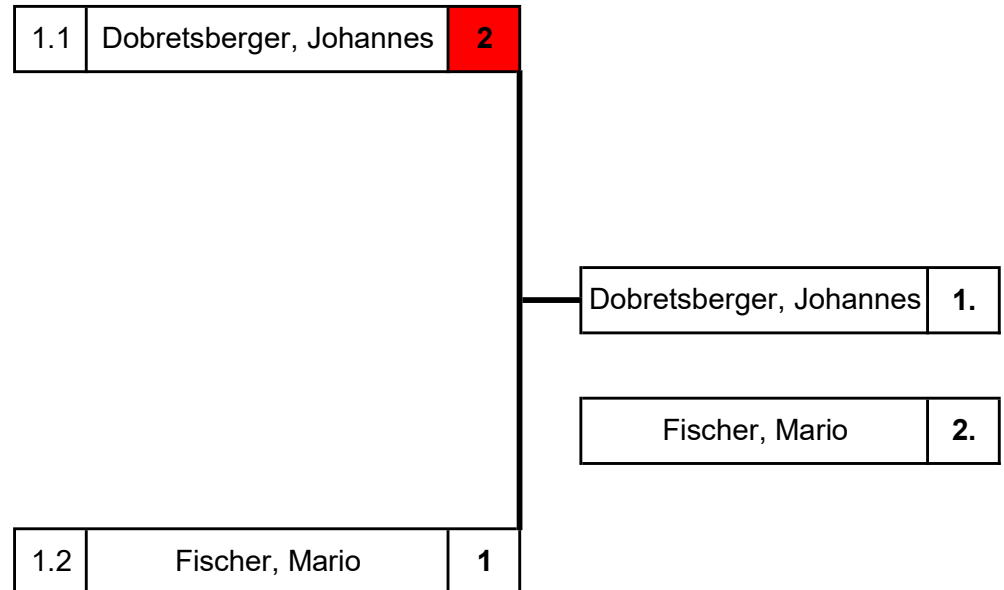 1.1 Dobretsberger, Johannes 2
Dobretsberger, Johannes 1.
Fischer, Mario 2.
1.2 Fischer, Mario 1